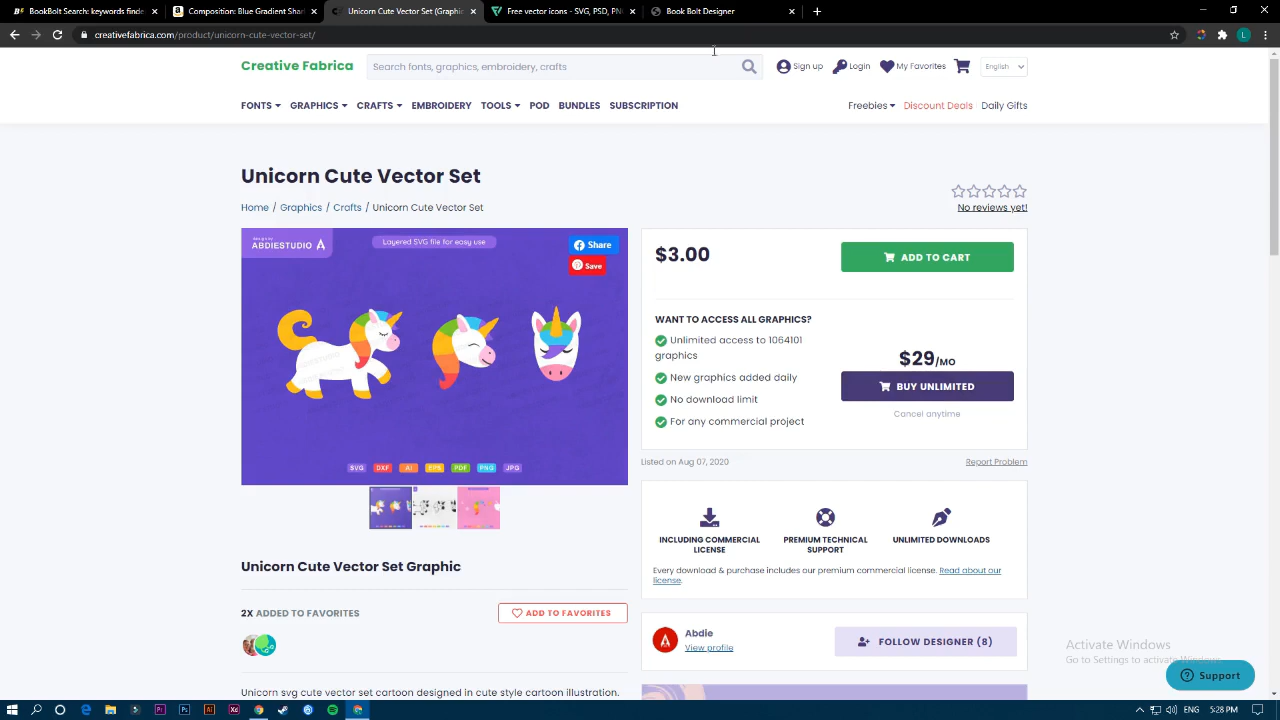 BookSkim Keywords finder
Composition
Unicorn Cute Vector Set (Graphic
Free vector icons - SVG, PSD, PN
Book Bolt Designer
creativefabrica.com/product/unicorn-cute-vector-set/
L
Creative Fabrica
Search fonts, graphics, embroidery, crafts
Sign up
Login
My Favorites
English
FONTS
GRAPHICS
CRAFTS
EMBROIDERY
TOOLS
POD
BUNDLES
SUBSCRIPTION
Freebies
Discount Deals
Daily Gifts
Unicorn Cute Vector Set
Home / Graphics / Crafts / Unicorn Cute Vector Set
No reviews yet!
ABDIESTUDIO
Layered SVG file for easy use
Share
Save
SVG DXF AI EPS PDF PNG JPG
$3.00
ADD TO CART
WANT TO ACCESS ALL GRAPHICS?
Unlimited access to 1064101
graphics
New graphics added daily
No download limit
For any commercial project
$29/MO
BUY UNLIMITED
Cancel anytime
Listed on Aug 07, 2020
Report Problem
INCLUDING COMMERCIAL
LICENSE
PREMIUM TECHNICAL
SUPPORT
UNLIMITED DOWNLOADS
Every download & purchase includes our premium commercial license. Read about our
license.
Unicorn Cute Vector Set Graphic
2X ADDED TO FAVORITES
ADD TO FAVORITES
Abdie
View profile
FOLLOW DESIGNER (8)
Unicorn svg cute vector set cartoon designed in cute style cartoon illustration.
Activate Windows
Go to Settings to activate Windows.
Support
ENG
5:28 PM